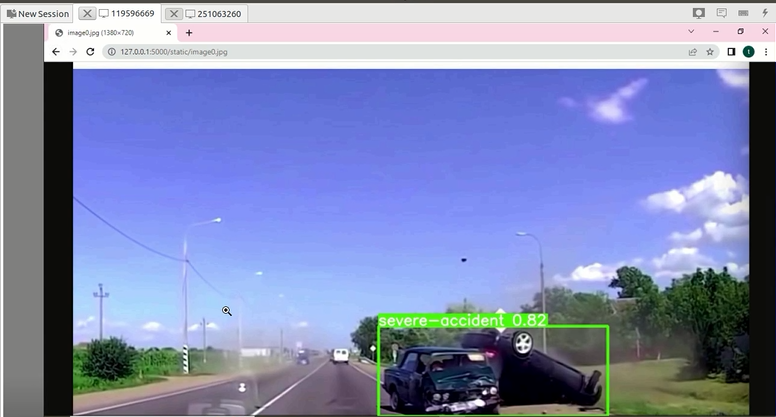 New Session
119596669
251063260
image0.jpg (1380×720)
127.0.0.1:5000/static/image0.jpg
t
severe-accident 0.82